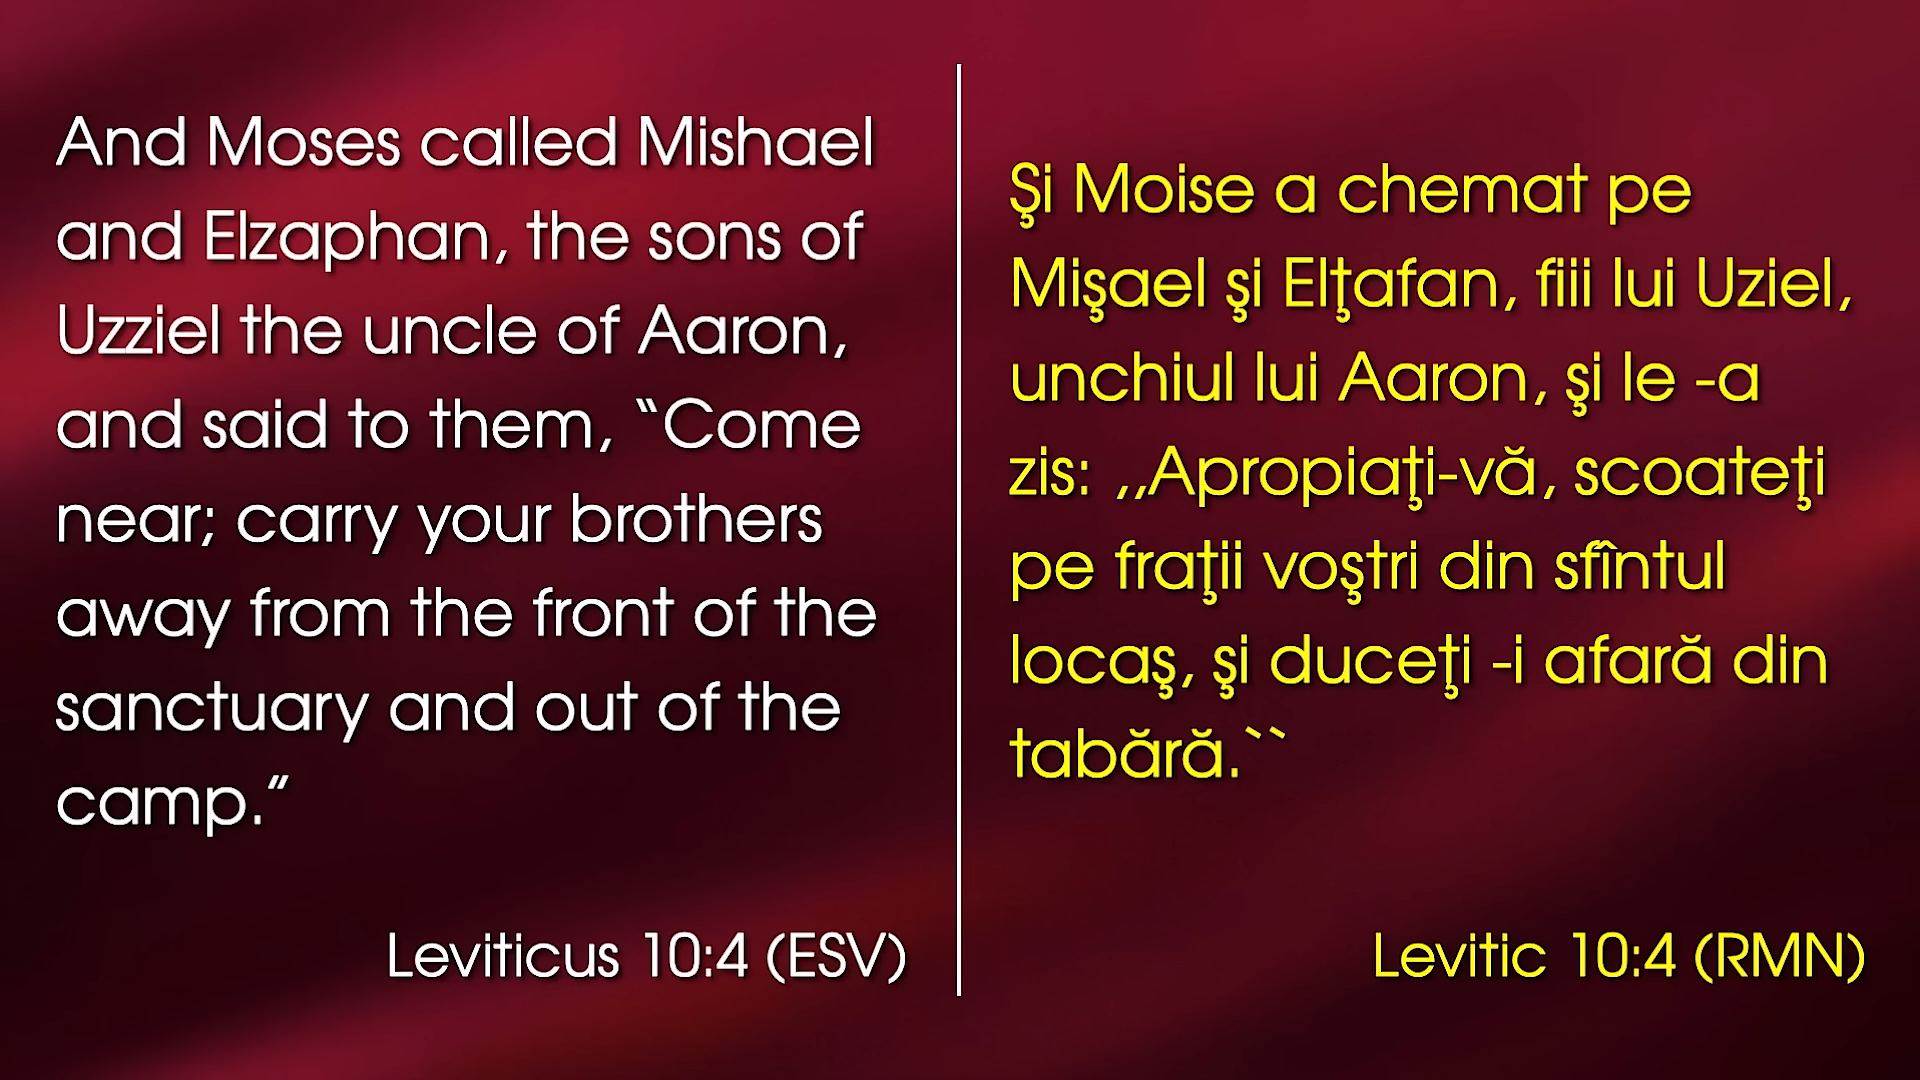 And Moses called Mishael
and Elzaphan, the sons of
Uzziel the uncle of Aaron,
and said to them, “Come
near; carry your brothers
away from the front of the
sanctuary and out of the
camp.”
Leviticus 10:4 (ESV)
Şi Moise a chemat pe
Mişael şi Elţafan, fiii lui Uziel,
unchiul lui Aaron, şi le -a
zis: ,,Apropiaţi-vă, scoateţi
pe fraţii voştri din sfîntul
locaş, şi duceţi -i afară din
tabără.``
Levitic 10:4 (RMN)